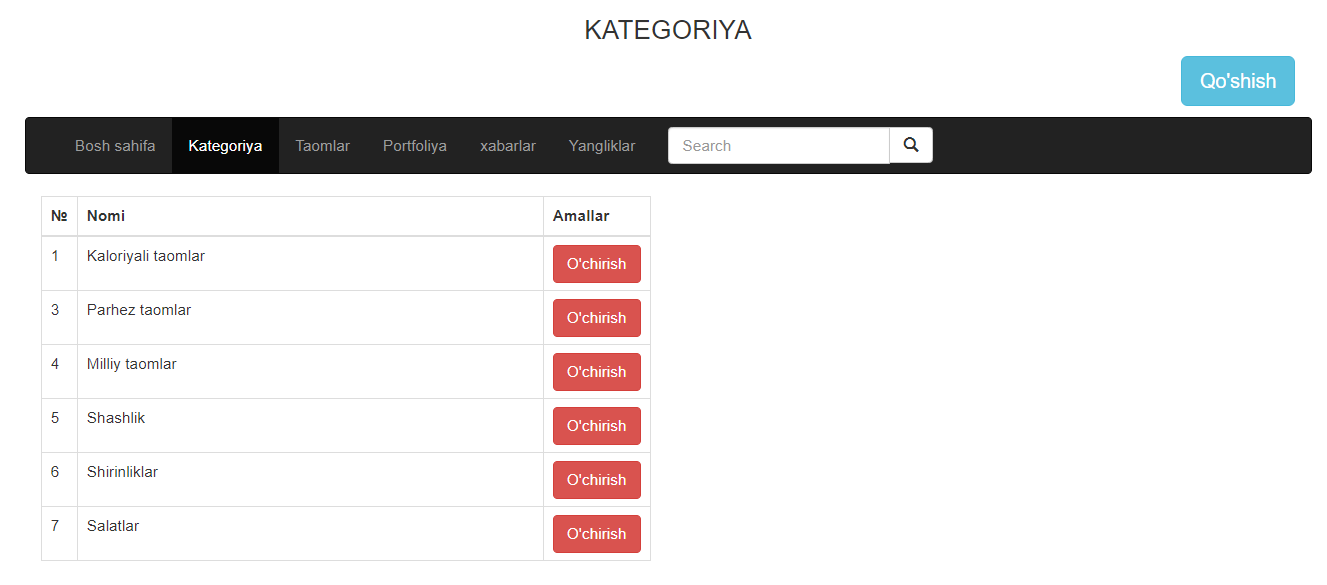 KATEGORIYA
Qo'shish
Bosh sahifa Kategoriya Taomlar Portfoliya xabarlar Yangliklar Search
№ Nomi Amallar
1 Kaloriyali taomlar O'chirish
3 Parhez taomlar O'chirish
4 Milliy taomlar O'chirish
5 Shashlik O'chirish
6 Shirinliklar O'chirish
7 Salatlar O'chirish